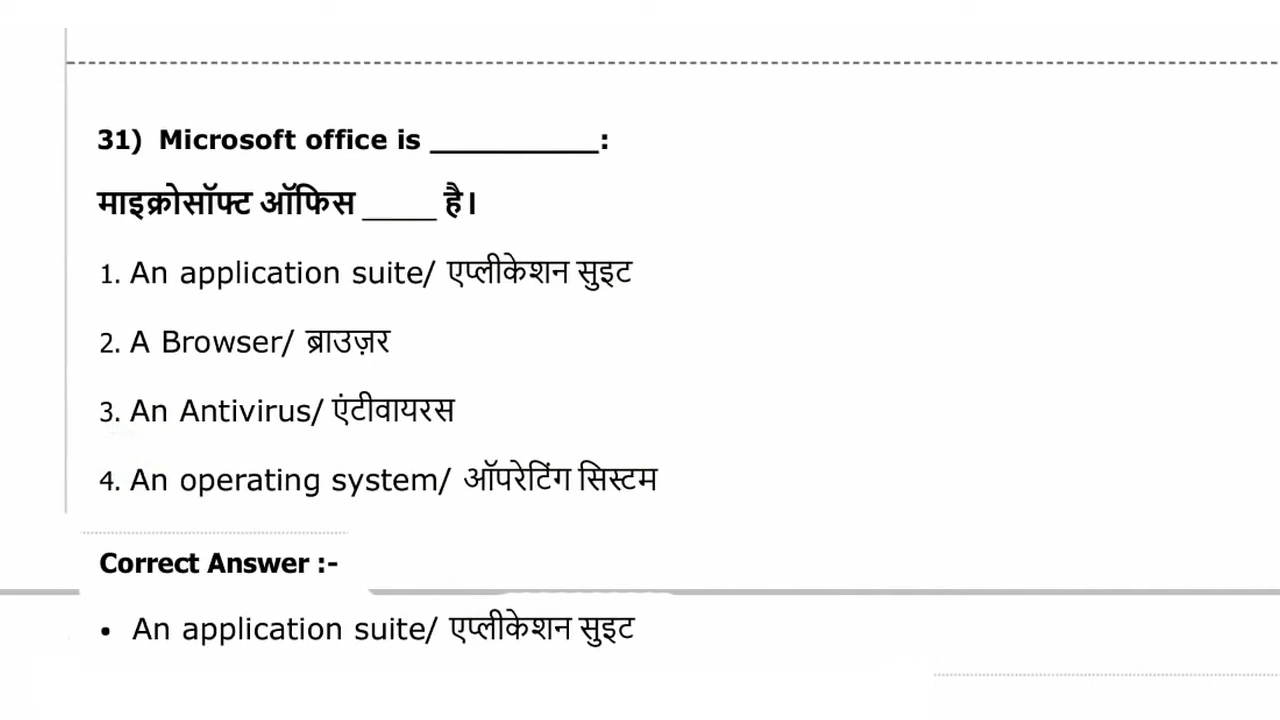 31) Microsoft office is _________:
माइक्रोसॉफ्ट ऑफिस ____ है।
1. An application suite/ एप्लीकेशन सुइट
2. A Browser/ ब्राउज़र
3. An Antivirus/ एंटीवायरस
4. An operating system/ ऑपरेटिंग सिस्टम
Correct Answer :-
• An application suite/ एप्लीकेशन सुइट